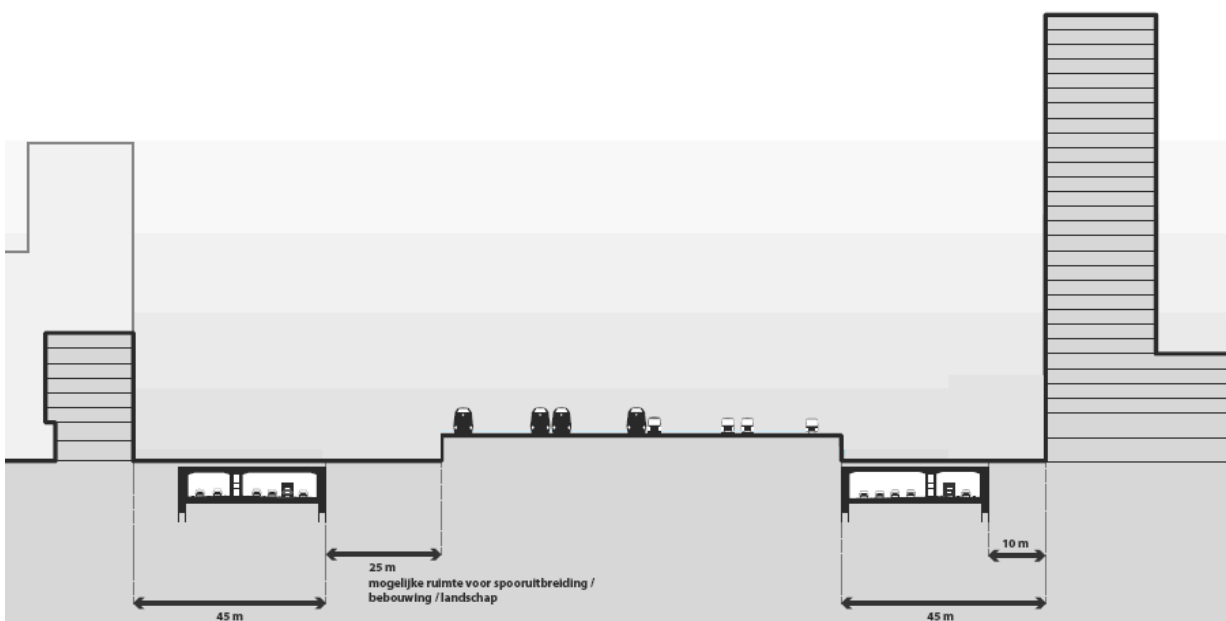 10 m
25 m
mogelijke ruimte voor spooruitbreiding /
bebouwing / landschap
45 m
45 m